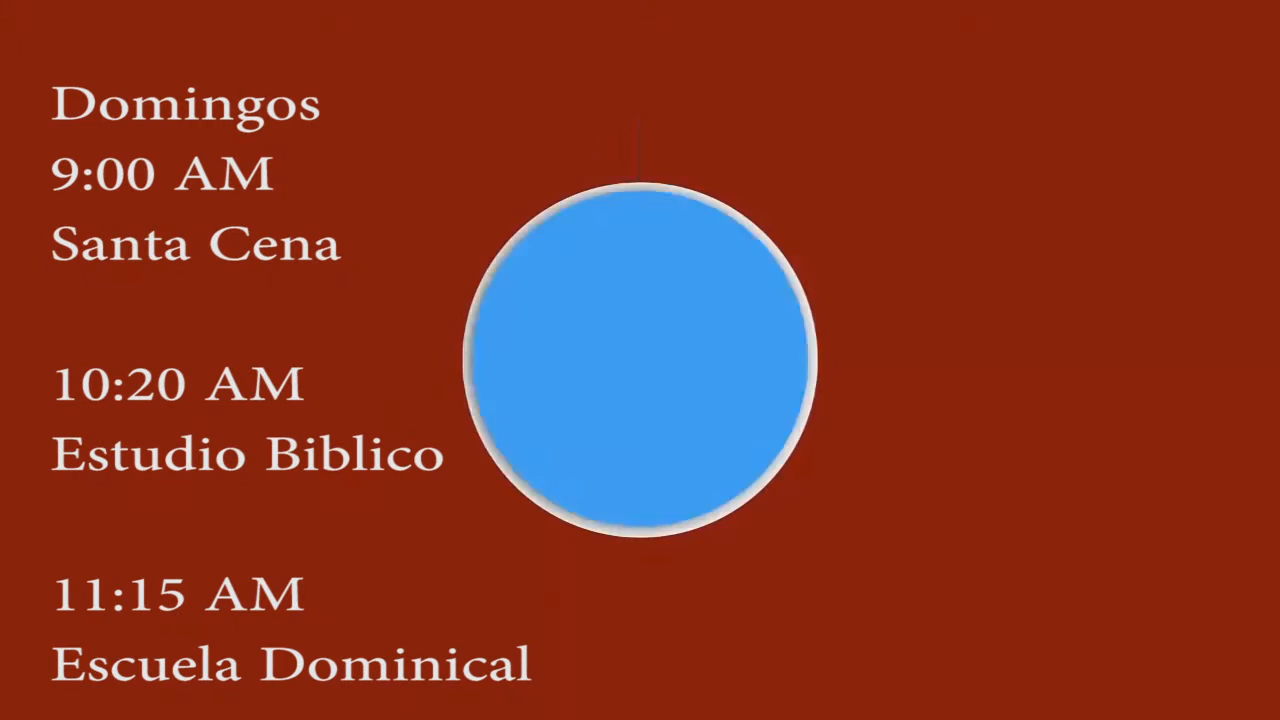 Domingos
9:00 AM
Santa Cena
10:20 AM
Estudio Biblico
11:15 AM
Escuela Dominical